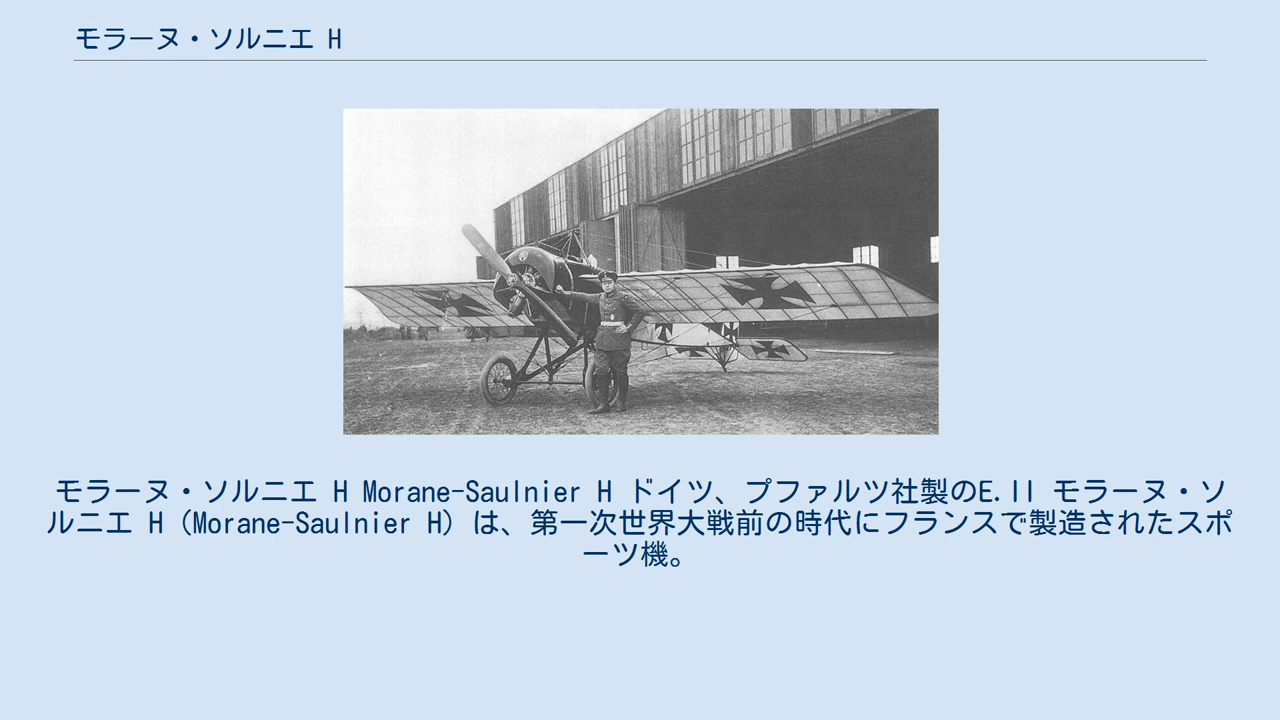 モラーヌ・ソルニエ H
モラーヌ・ソルニエ H Morane-Saulnier H ドイツ、プファルツ社製のE.II モラーヌ・ソ
ルニエ H（Morane-Saulnier H）は、第一次世界大戦前の時代にフランスで製造されたスポ
ーツ機。